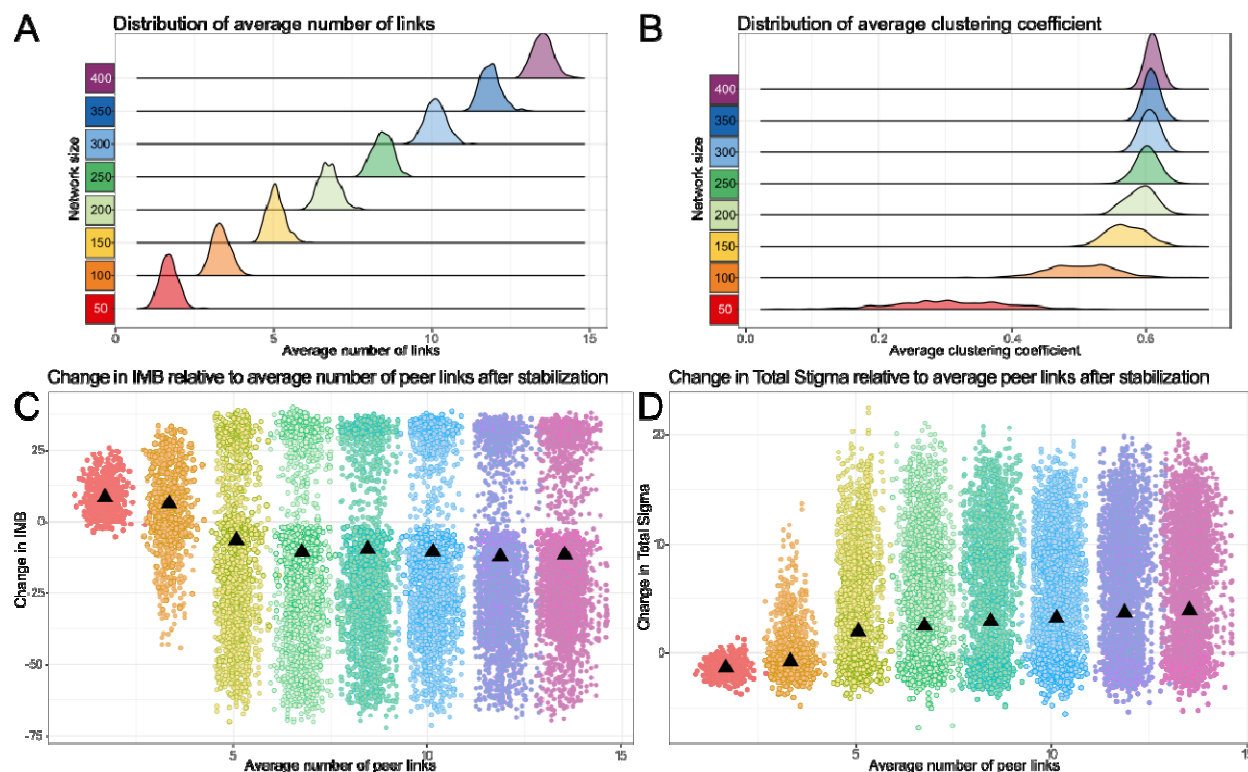 A
Distribution of average number of links
Network size
400
350
300
250
200
150
100
50
0
5
10
15
Average number of links
B
Distribution of average clustering coefficient
Network size
400
350
300
250
200
150
100
50
0.0
0.2
0.4
0.6
Average clustering coefficient
C
Change in IMB relative to average number of peer links after stabilization
Change in IMB
25
0
-25
-50
-75
5
10
15
Average number of peer links
D
Change in Total Stigma relative to average peer links after stabilization
Change in Total Sigma
20
10
0
5
10
15
Average number of peer links